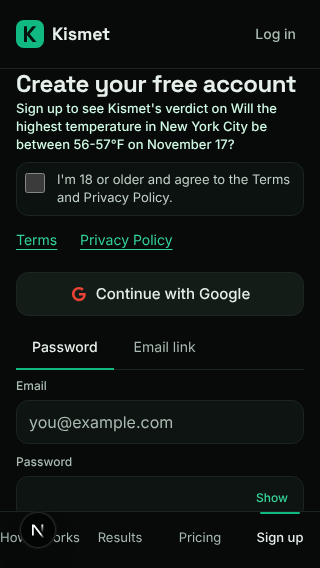 Kismet
Log in
Create your free account
Sign up to see Kismet's verdict on Will the
highest temperature in New York City be
between 56-57°F on November 17?
I'm 18 or older and agree to the Terms
and Privacy Policy.
Terms
Privacy Policy
Continue with Google
Password
Email link
Email
you@example.com
Password
Show
Results
Pricing
Sign up